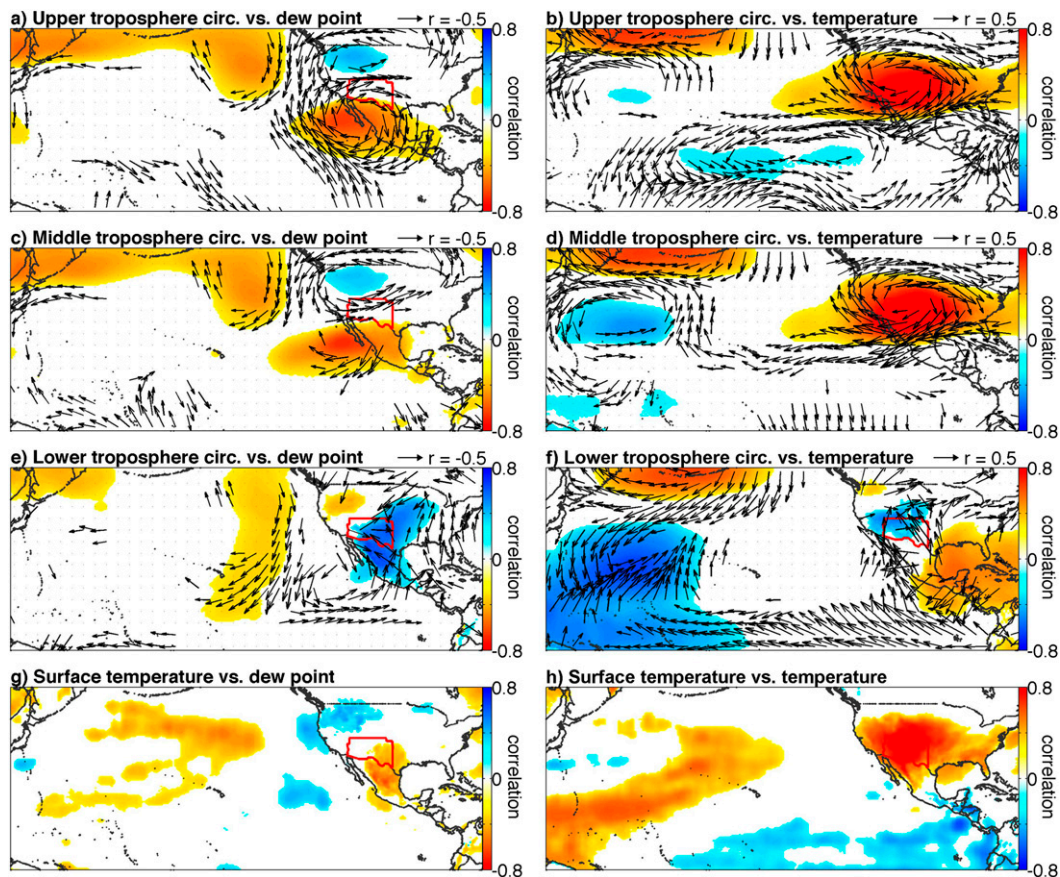 a) Upper troposphere circ. vs. dew point → r = -0.5
0.8
correlation
0
-0.8
b) Upper troposphere circ. vs. temperature → r = 0.5
0.8
correlation
0
-0.8
c) Middle troposphere circ. vs. dew point → r = -0.5
0.8
correlation
0
-0.8
d) Middle troposphere circ. vs. temperature → r = 0.5
0.8
correlation
0
-0.8
e) Lower troposphere circ. vs. dew point → r = -0.5
0.8
correlation
0
-0.8
f) Lower troposphere circ. vs. temperature → r = 0.5
0.8
correlation
0
-0.8
g) Surface temperature vs. dew point
0.8
correlation
0
-0.8
h) Surface temperature vs. temperature
0.8
correlation
0
-0.8